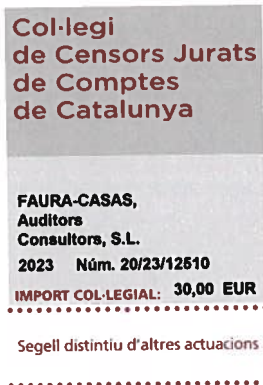 Col·legi
de Censors Jurats
de Comptes
de Catalunya
FAURA-CASAS,
Auditors
Consultors, S.L.
2023 Núm. 20/23/12510
IMPORT COL·LEGIAL: 30,00 EUR
Segell distintiu d'altres actuacions